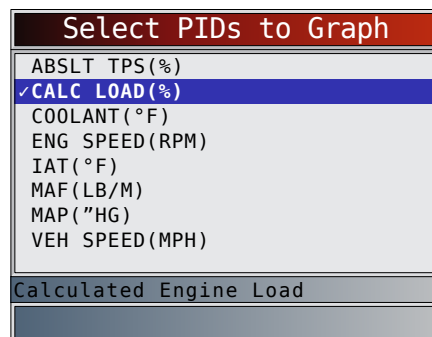 Select PIDs to Graph
ABSLT TPS(%)
✓CALC LOAD(%)
COOLANT(°F)
ENG SPEED(RPM)
IAT(°F)
MAF(LB/M)
MAP(”HG)
VEH SPEED(MPH)
Calculated Engine Load